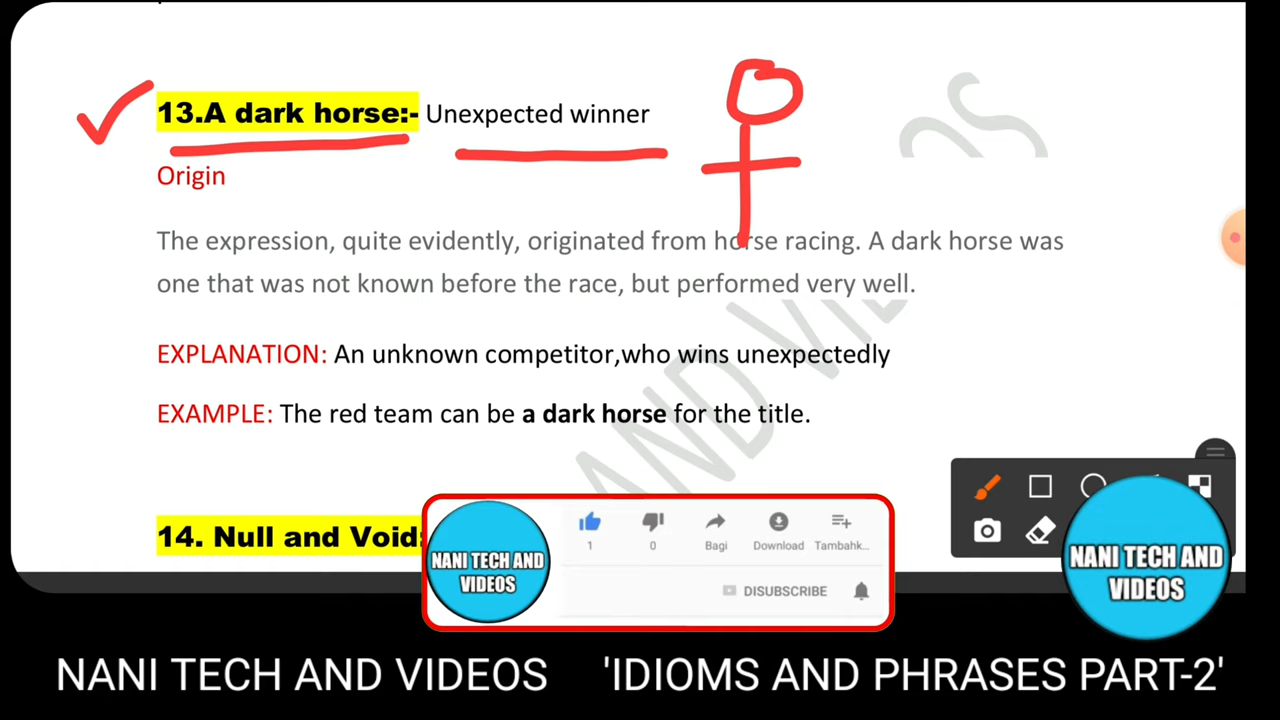 13.A dark horse:- Unexpected winner
Origin
The expression, quite evidently, originated from horse racing. A dark horse was
one that was not known before the race, but performed very well.
EXPLANATION: An unknown competitor,who wins unexpectedly
EXAMPLE: The red team can be a dark horse for the title.
14. Null and Void:
NANI TECH AND
VIDEOS
1 0 Bagi Download Tambahk...
DISUBSCRIBE
NANI TECH AND
VIDEOS
NANI TECH AND VIDEOS 'IDIOMS AND PHRASES PART-2'